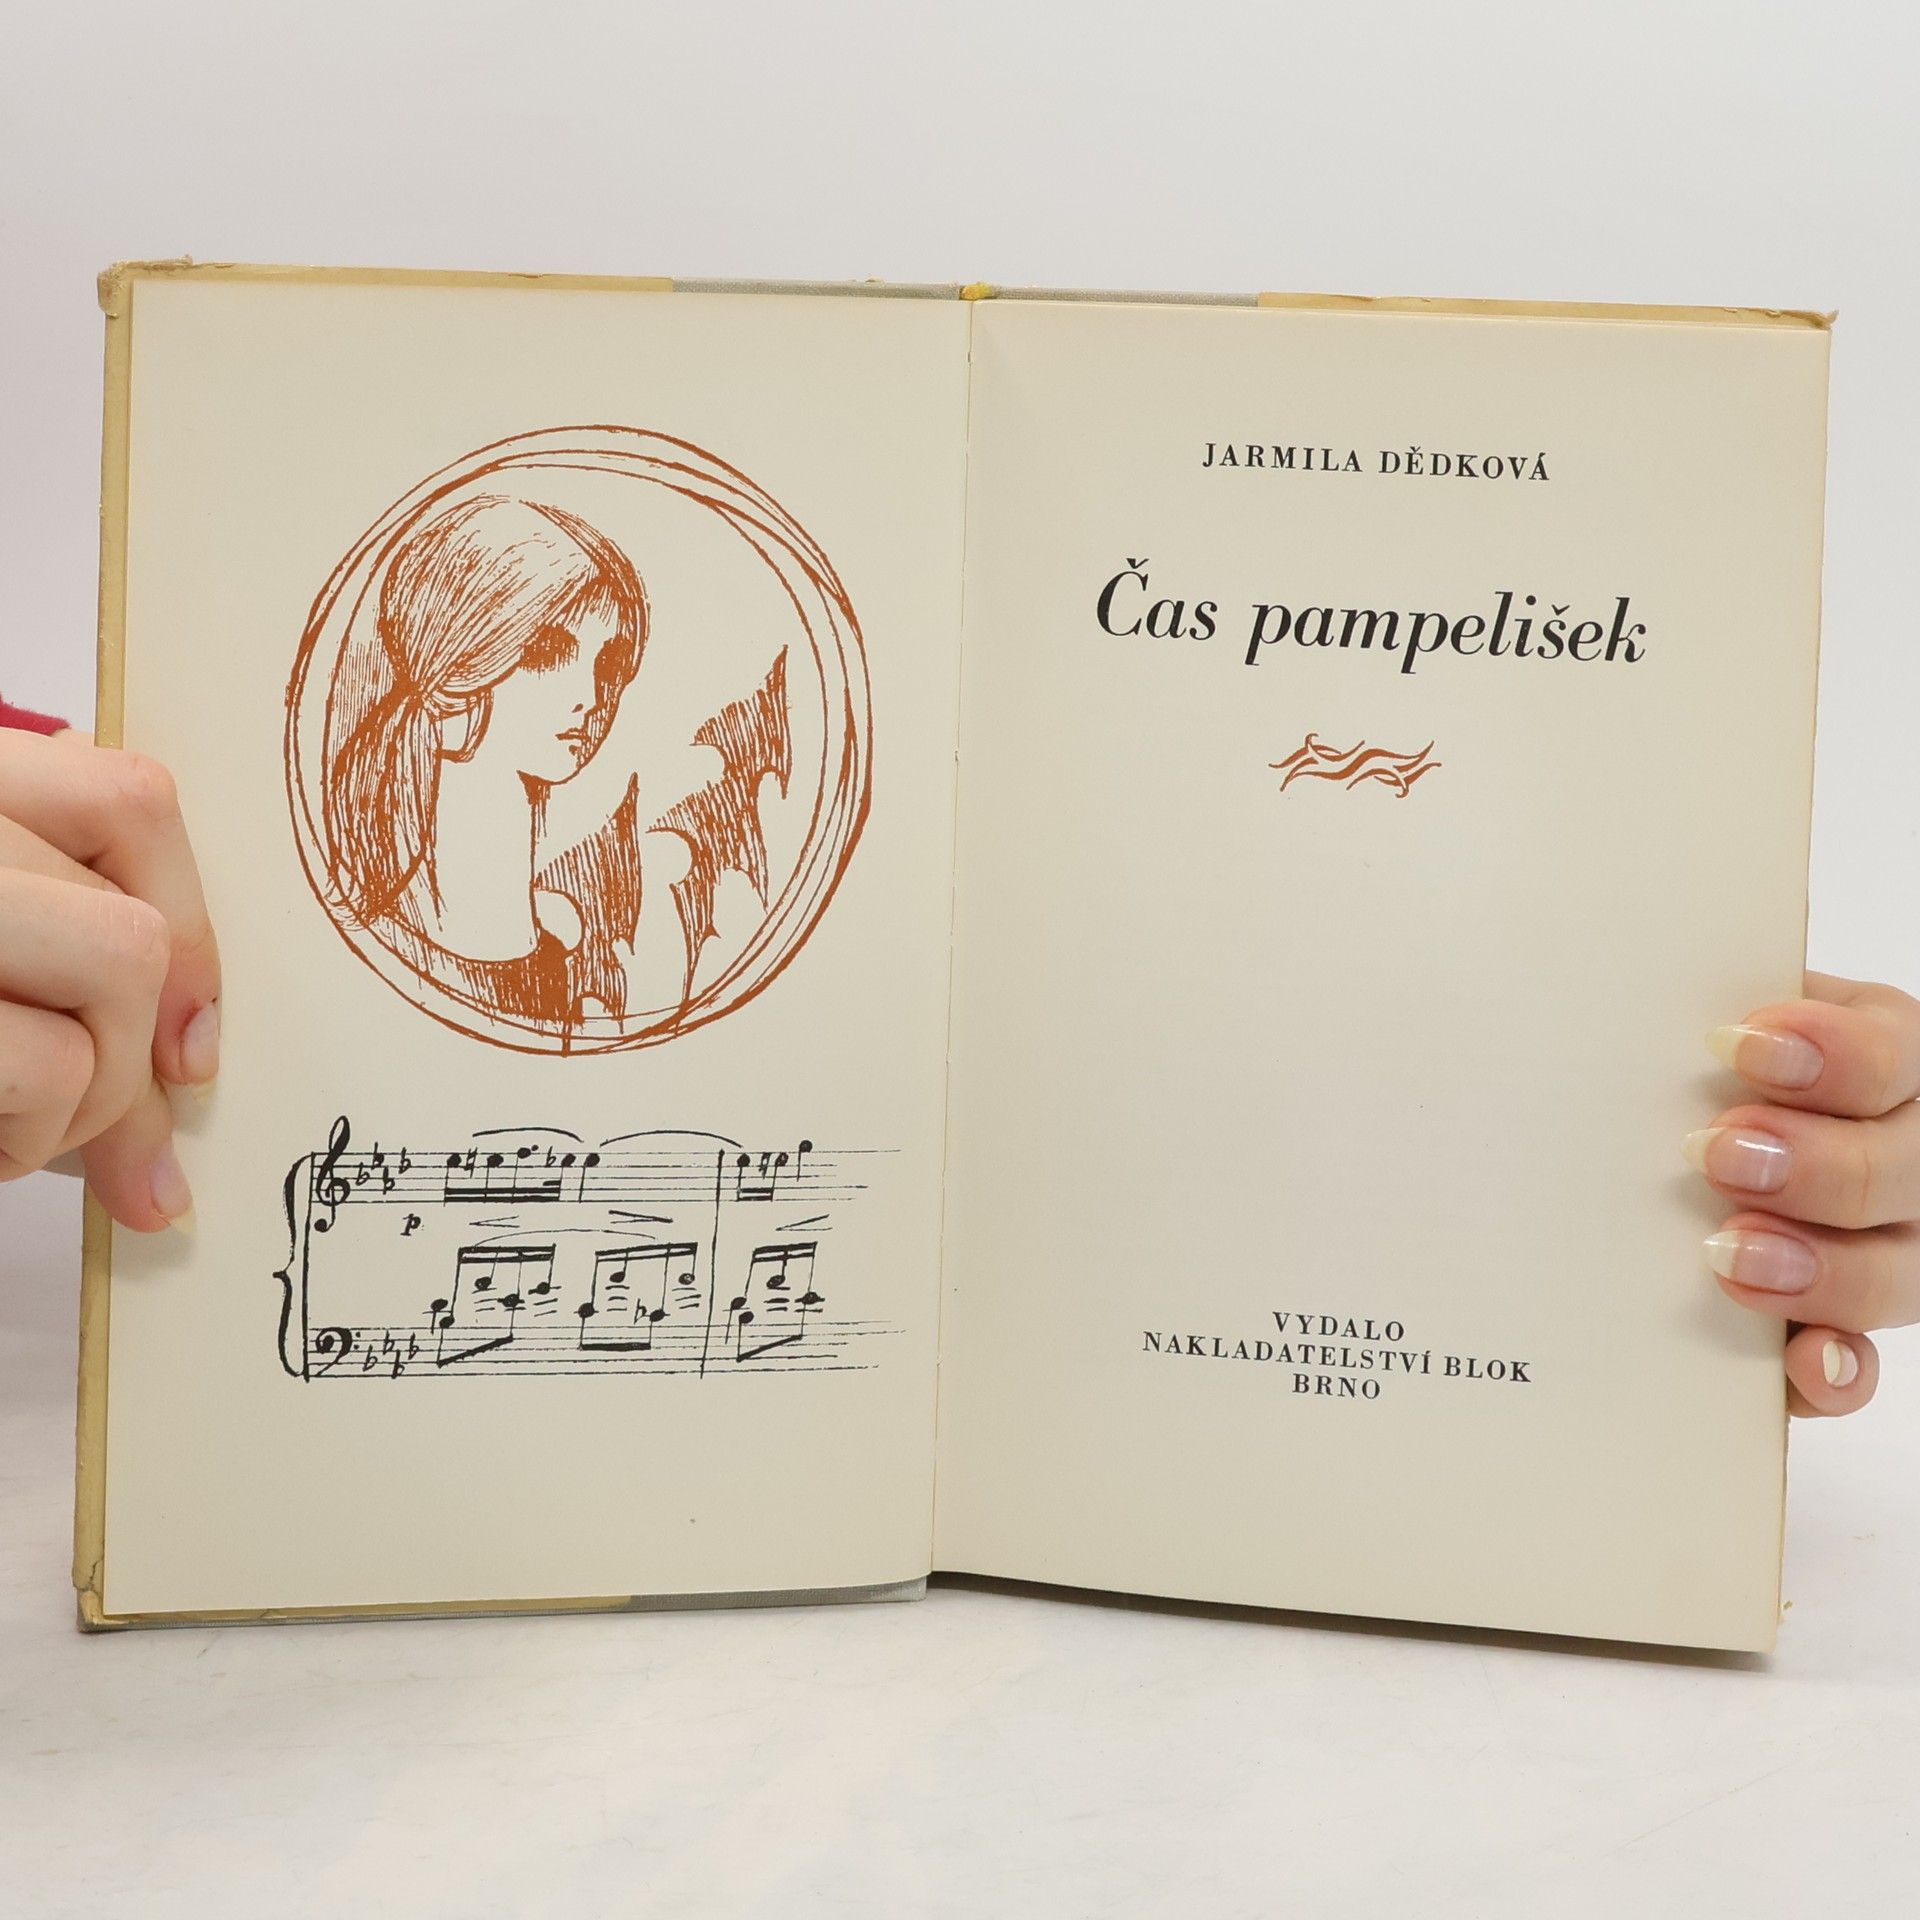 p
JARMILA DĚDKOVÁ
Čas pampelišek
VYDALO
NAKLADATELSTVÍ BLOK
BRNO